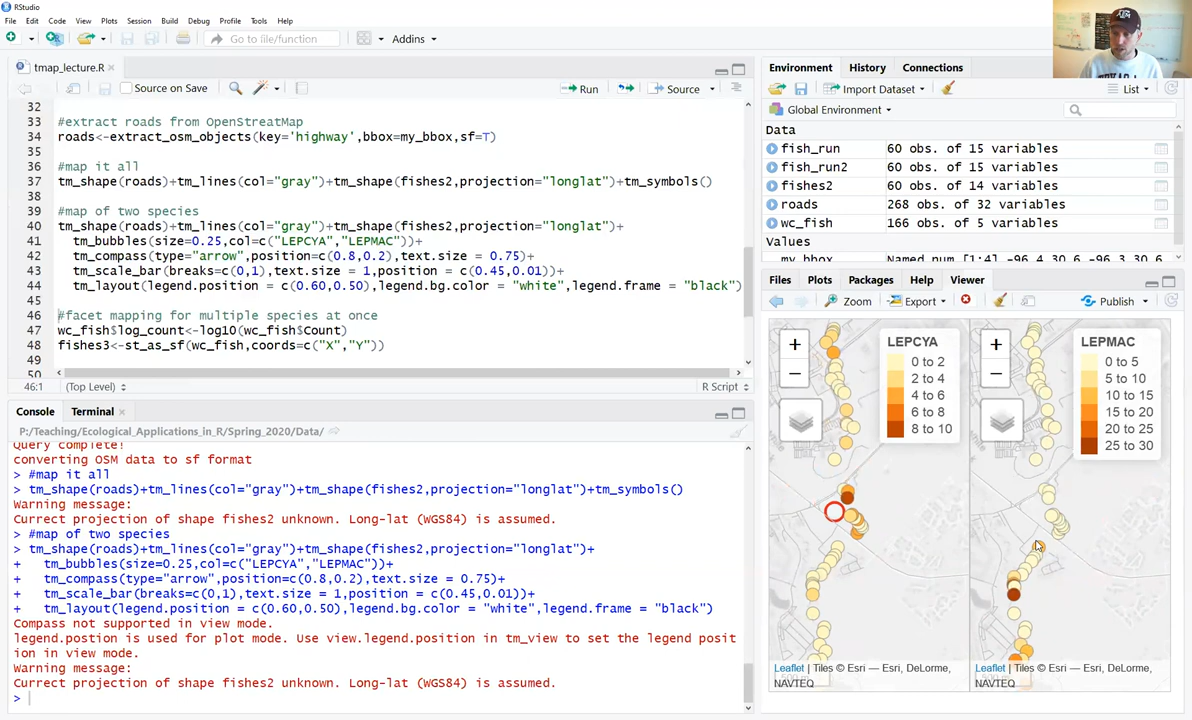 RStudio
File Edit Code View Plots Session Build Debug Profile Tools Help
Go to file/function
Addins
tmap_lecture.R
Source on Save
Run
Source
32
33 #extract roads from OpenStreatMap
34 roads<-extract_osm_objects(key='highway',bbox=my_bbox,sf=T)
35
36 #map it all
37 tm_shape(roads)+tm_lines(col="gray")+tm_shape(fishes2,projection="longlat")+tm_symbols()
38
39 #map of two species
40 tm_shape(roads)+tm_lines(col="gray")+tm_shape(fishes2,projection="longlat")+
41 tm_bubbles(size=0.25,col=c("LEPCYA","LEPMAC"))+
42 tm_compass(type="arrow",position=c(0.8,0.2),text.size = 0.75)+
43 tm_scale_bar(breaks=c(0,1),text.size = 1,position = c(0.45,0.01))+
44 tm_layout(legend.position = c(0.60,0.50),legend.bg.color = "white",legend.frame = "black")
45
46 #facet mapping for multiple species at once
47 wc_fish$log_count<-log10(wc_fish$Count)
48 fishes3<-st_as_sf(wc_fish,coords=c("X","Y"))
49
50
46:1 (Top Level) R Script
Console Terminal
P:/Teaching/Ecological_Applications_in_R/Spring_2020/Data/
Query complete!
converting OSM data to sf format
> #map it all
> tm_shape(roads)+tm_lines(col="gray")+tm_shape(fishes2,projection="longlat")+tm_symbols()
Warning message:
Currect projection of shape fishes2 unknown. Long-lat (WGS84) is assumed.
> #map of two species
> tm_shape(roads)+tm_lines(col="gray")+tm_shape(fishes2,projection="longlat")+
+ tm_bubbles(size=0.25,col=c("LEPCYA","LEPMAC"))+
+ tm_compass(type="arrow",position=c(0.8,0.2),text.size = 0.75)+
+ tm_scale_bar(breaks=c(0,1),text.size = 1,position = c(0.45,0.01))+
+ tm_layout(legend.position = c(0.60,0.50),legend.bg.color = "white",legend.frame = "black")
Compass not supported in view mode.
legend.postion is used for plot mode. Use view.legend.position in tm_view to set the legend posit
ion in view mode.
Warning message:
Currect projection of shape fishes2 unknown. Long-lat (WGS84) is assumed.
>
Environment History Connections
Import Dataset
List
Global Environment
Data
fish_run 60 obs. of 15 variables
fish_run2 60 obs. of 15 variables
fishes2 60 obs. of 14 variables
roads 268 obs. of 32 variables
wc_fish 166 obs. of 5 variables
Values
my_bbox Named num [1:4] -96.4 30.6 -96.3 30.6
Files Plots Packages Help Viewer
Zoom Export Publish
LEPCYA
0 to 2
2 to 4
4 to 6
6 to 8
8 to 10
Leaflet | Tiles © Esri — Esri, DeLorme,
NAVTEQ
LEPMAC
0 to 5
5 to 10
10 to 15
15 to 20
20 to 25
25 to 30
Leaflet | Tiles © Esri — Esri, DeLorme,
NAVTEQ